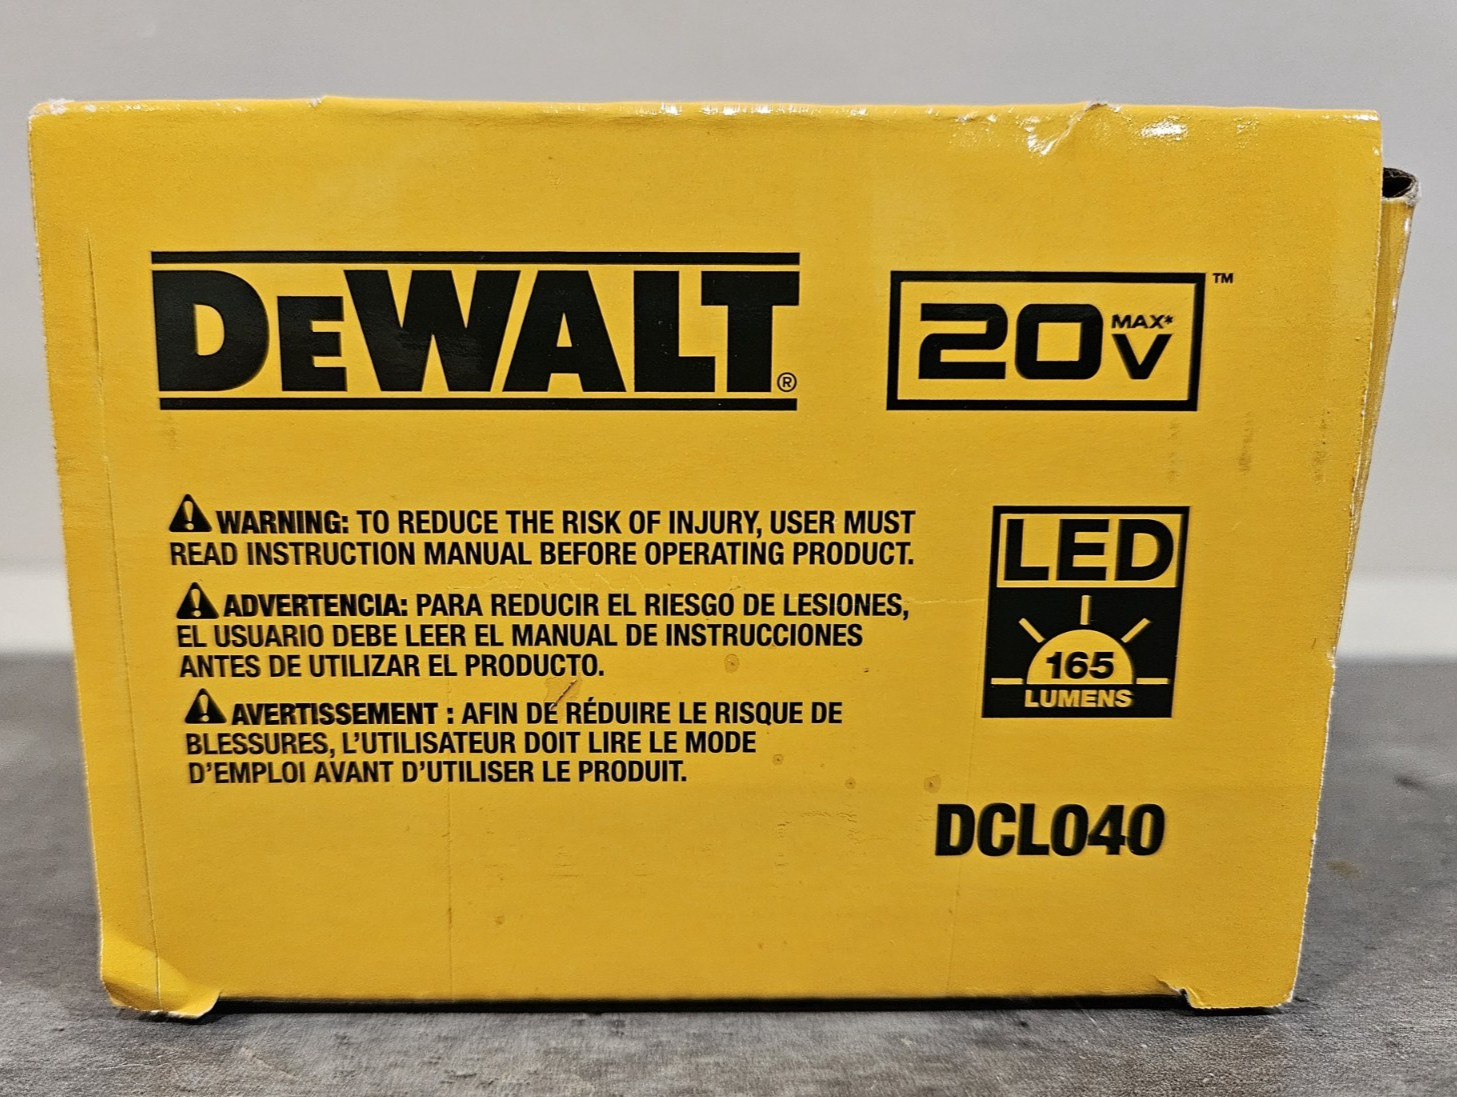 DEWALT®
20V MAX*™
WARNING: TO REDUCE THE RISK OF INJURY, USER MUST
READ INSTRUCTION MANUAL BEFORE OPERATING PRODUCT.
ADVERTENCIA: PARA REDUCIR EL RIESGO DE LESIONES,
EL USUARIO DEBE LEER EL MANUAL DE INSTRUCCIONES
ANTES DE UTILIZAR EL PRODUCTO.
AVERTISSEMENT : AFIN DE RÉDUIRE LE RISQUE DE
BLESSURES, L'UTILISATEUR DOIT LIRE LE MODE
D'EMPLOI AVANT D'UTILISER LE PRODUIT.
LED
165
LUMENS
DCL040